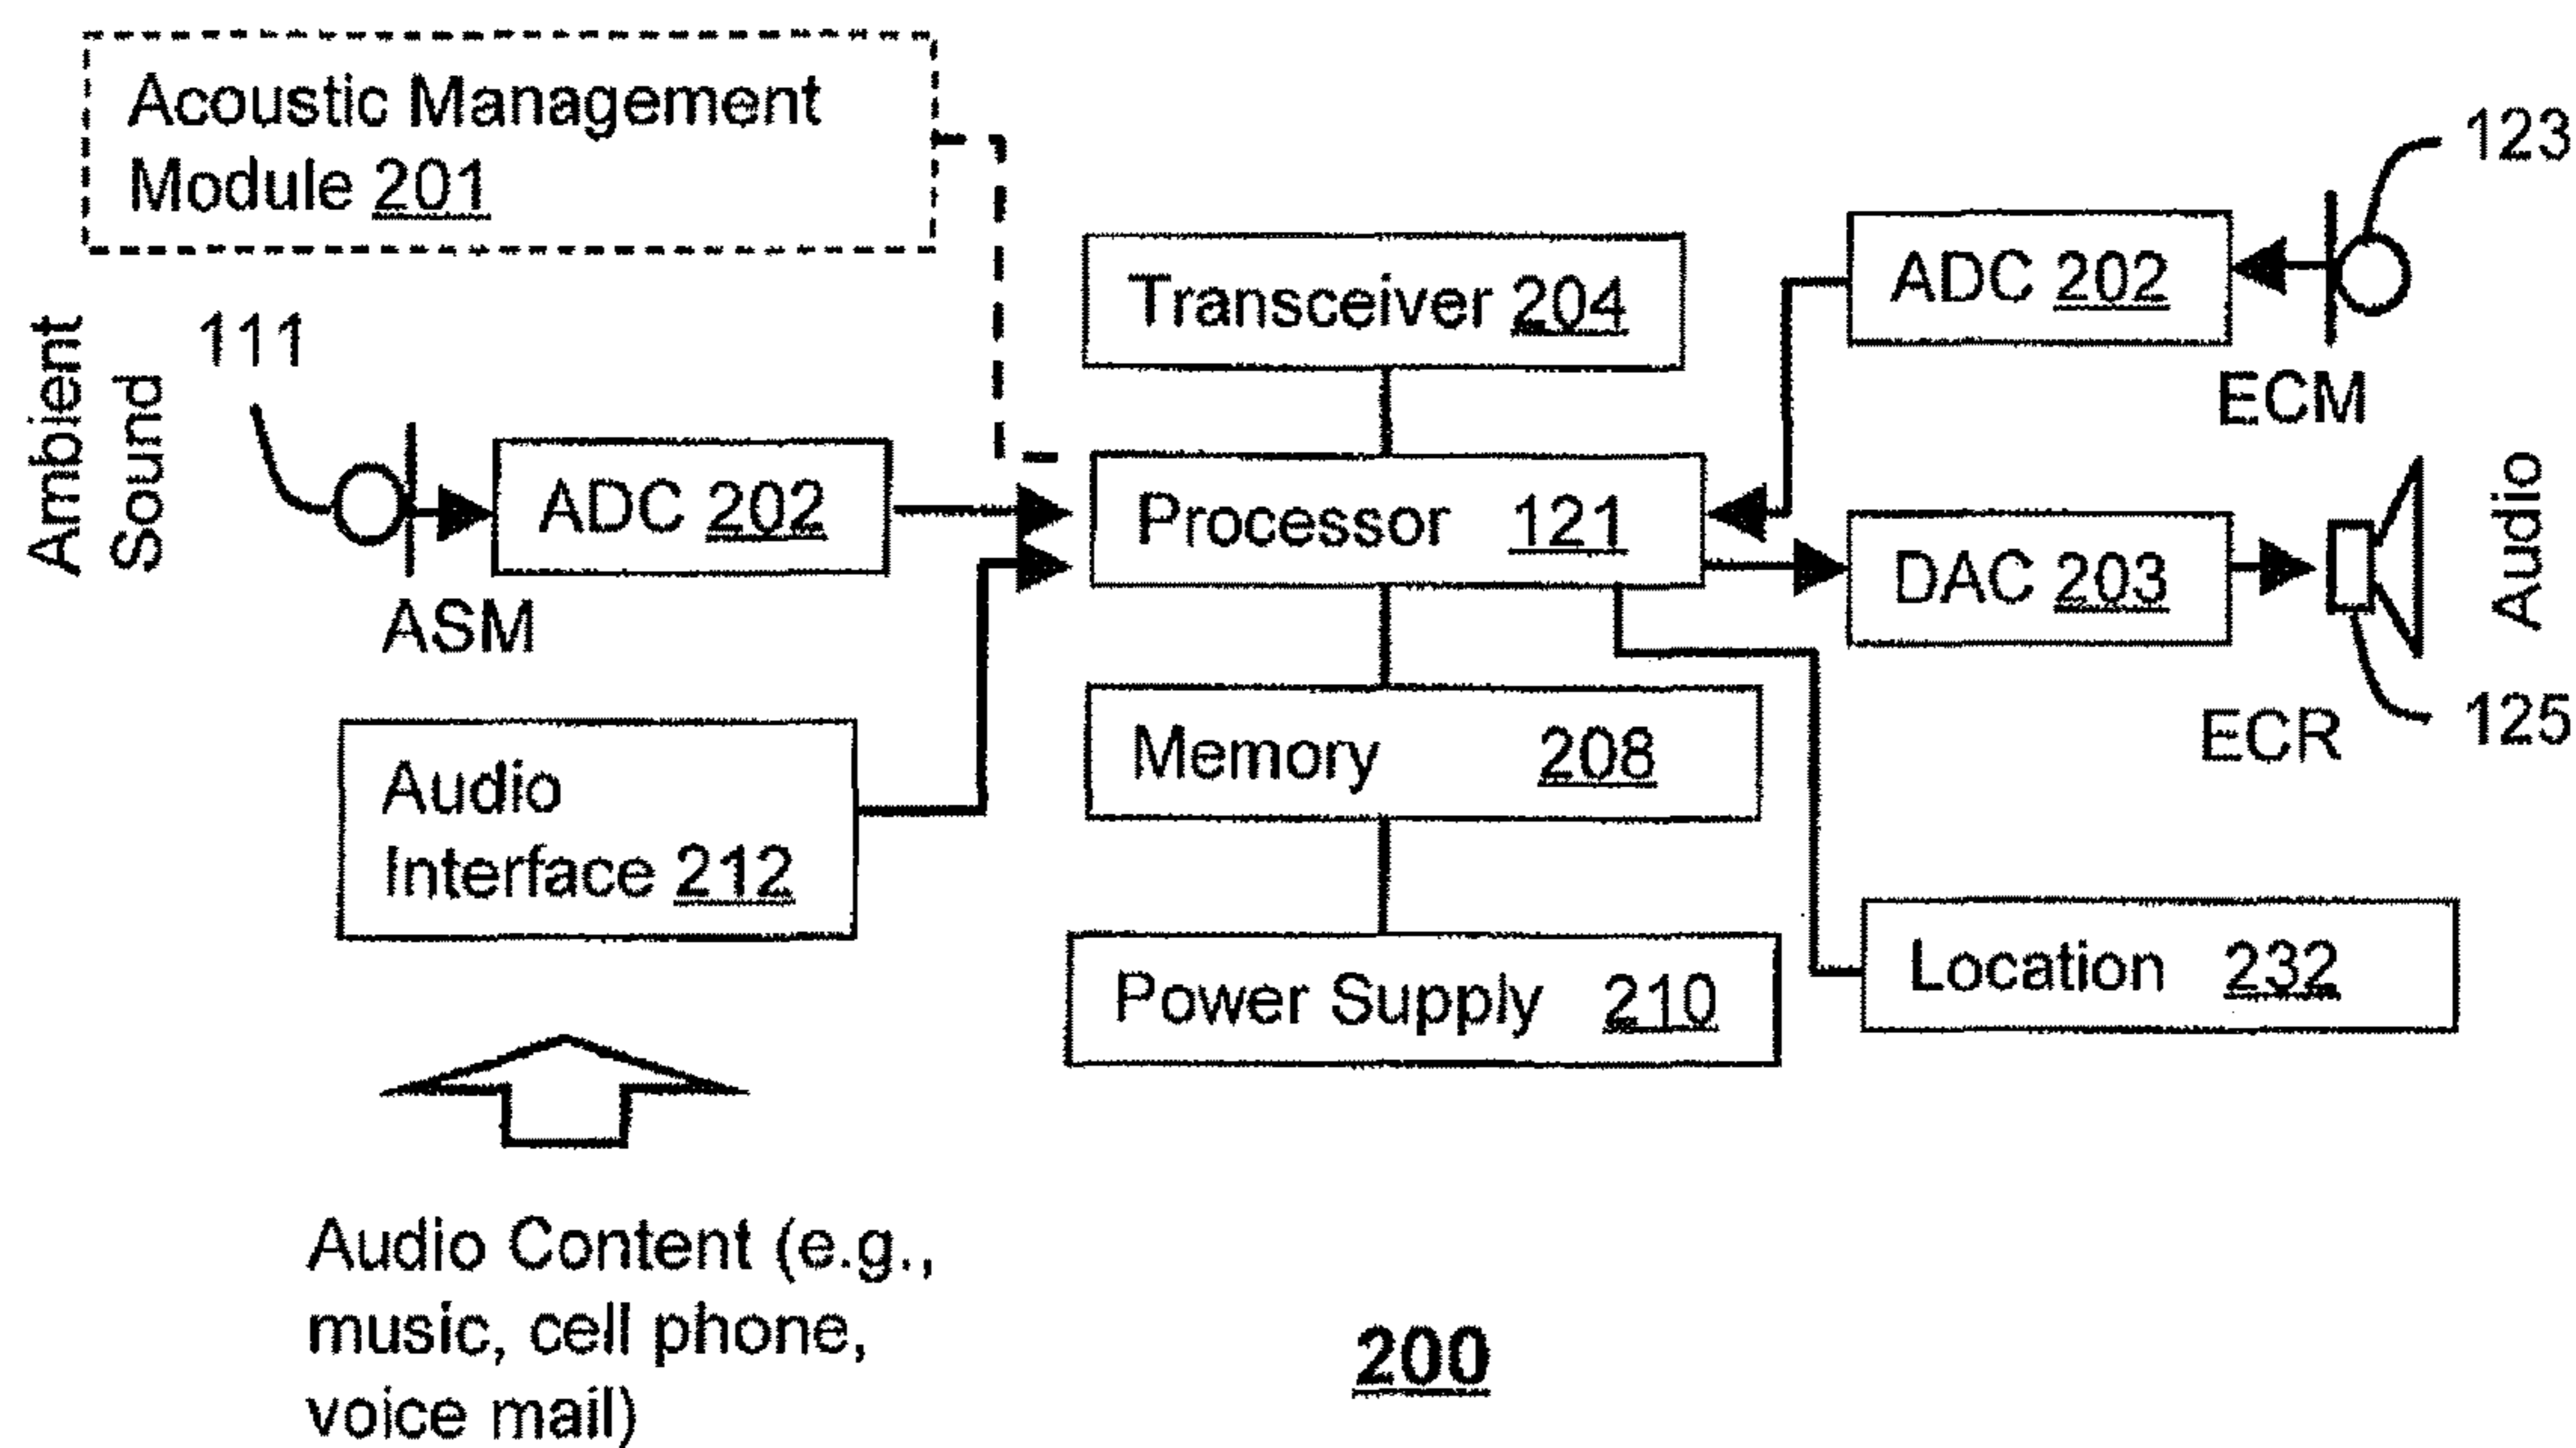 Acoustic Management
Module 201
123
Transceiver 204
ADC 202
ECM
Ambient
Sound
111
ADC 202
ASM
Processor 121
DAC 203
Audio
ECR
125
Memory 208
Audio
Interface 212
Power Supply 210
Location 232
Audio Content (e.g.,
music, cell phone,
voice mail)
200